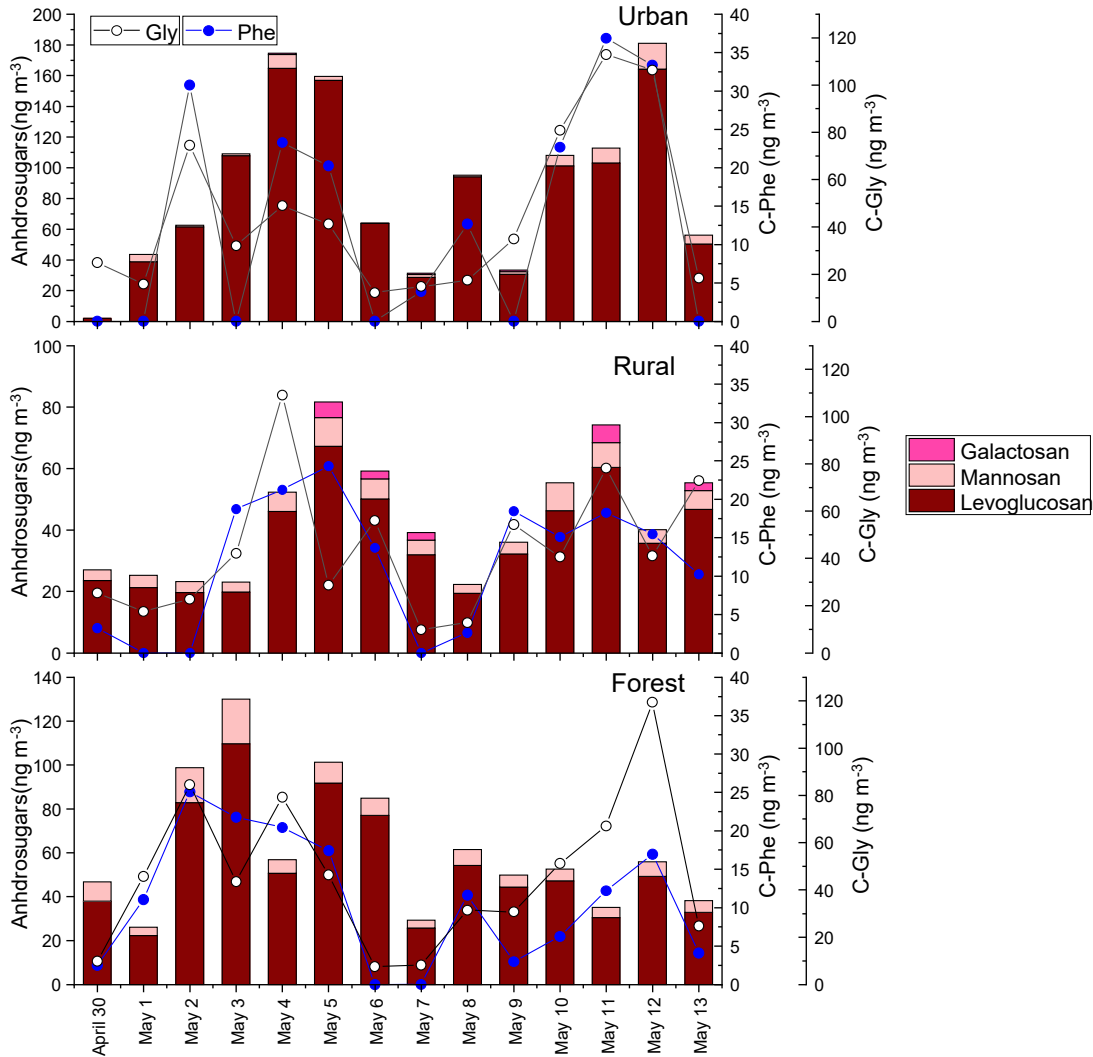 Urban
Gly
Phe
Anhdrosugars(ng m-3)
200
180
160
140
120
100
80
60
40
20
0
40
35
30
25
20
15
10
5
0
C-Phe (ng m-3)
120
100
80
60
40
20
0
C-Gly (ng m-3)
Rural
Anhdrosugars(ng m-3)
100
80
60
40
20
0
40
35
30
25
20
15
10
5
0
C-Phe (ng m-3)
120
100
80
60
40
20
0
C-Gly (ng m-3)
Galactosan
Mannosan
Levoglucosan
Forest
Anhdrosugars(ng m-3)
140
120
100
80
60
40
20
0
40
35
30
25
20
15
10
5
0
C-Phe (ng m-3)
120
100
80
60
40
20
0
C-Gly (ng m-3)
April 30
May 1
May 2
May 3
May 4
May 5
May 6
May 7
May 8
May 9
May 10
May 11
May 12
May 13